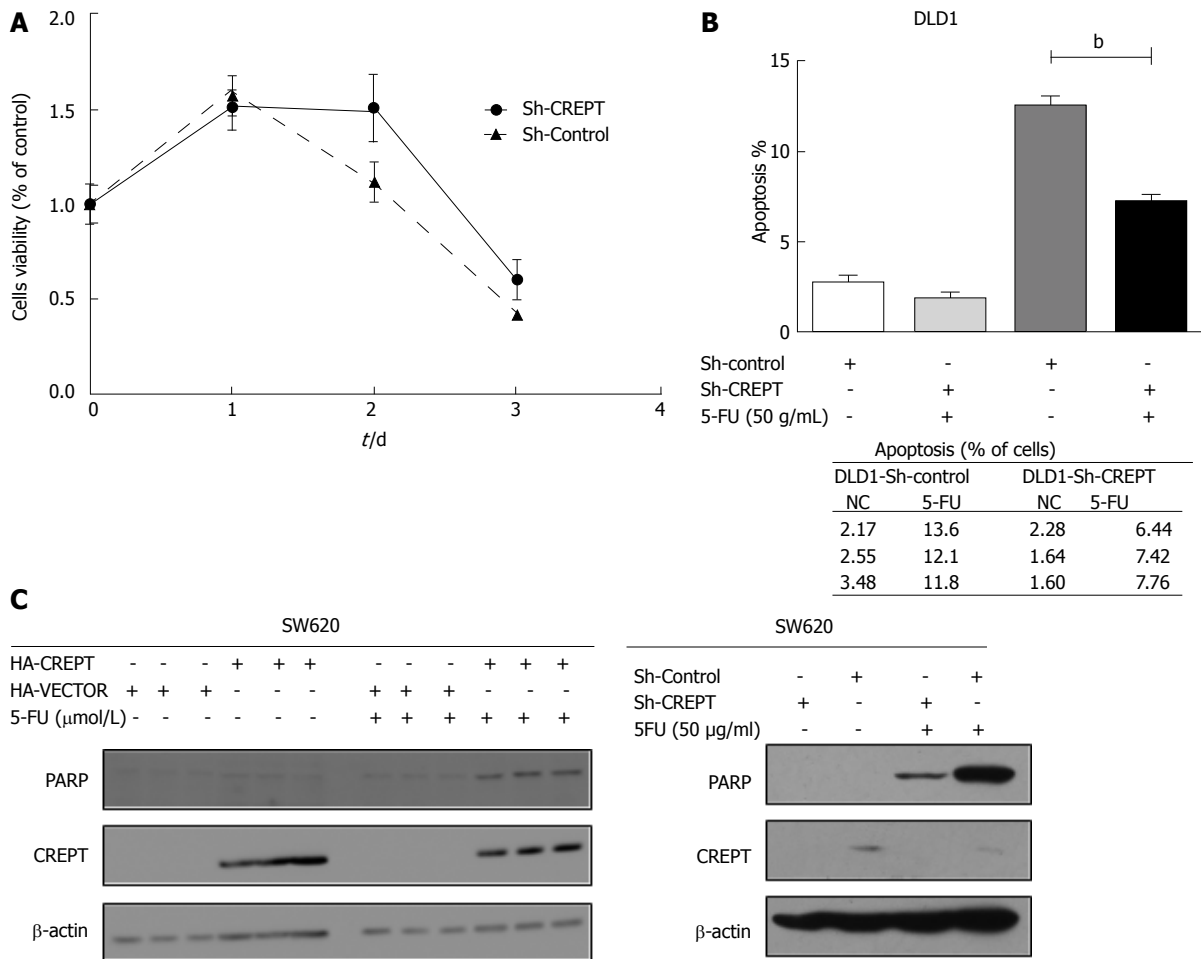 A
2.0
1.5
1.0
0.5
0.0
Cells viability (% of control)
0 1 2 3 4
t/d
Sh-CREPT
Sh-Control
B
DLD1
b
15
10
5
0
Apoptosis %
Sh-control + - + -
Sh-CREPT - + - +
5-FU (50 g/mL) - + - +
Apoptosis (% of cells)
DLD1-Sh-control DLD1-Sh-CREPT
NC 5-FU NC 5-FU
2.17 13.6 2.28 6.44
2.55 12.1 1.64 7.42
3.48 11.8 1.60 7.76
C
SW620
HA-CREPT - - - + + + - - - + + +
HA-VECTOR + + + - - - + + + - - -
5-FU (μmol/L) - - - - - - + + + + + +
PARP
CREPT
β-actin
SW620
Sh-Control - + - +
Sh-CREPT + - + -
5FU (50 μg/ml) - - + +
PARP
CREPT
β-actin